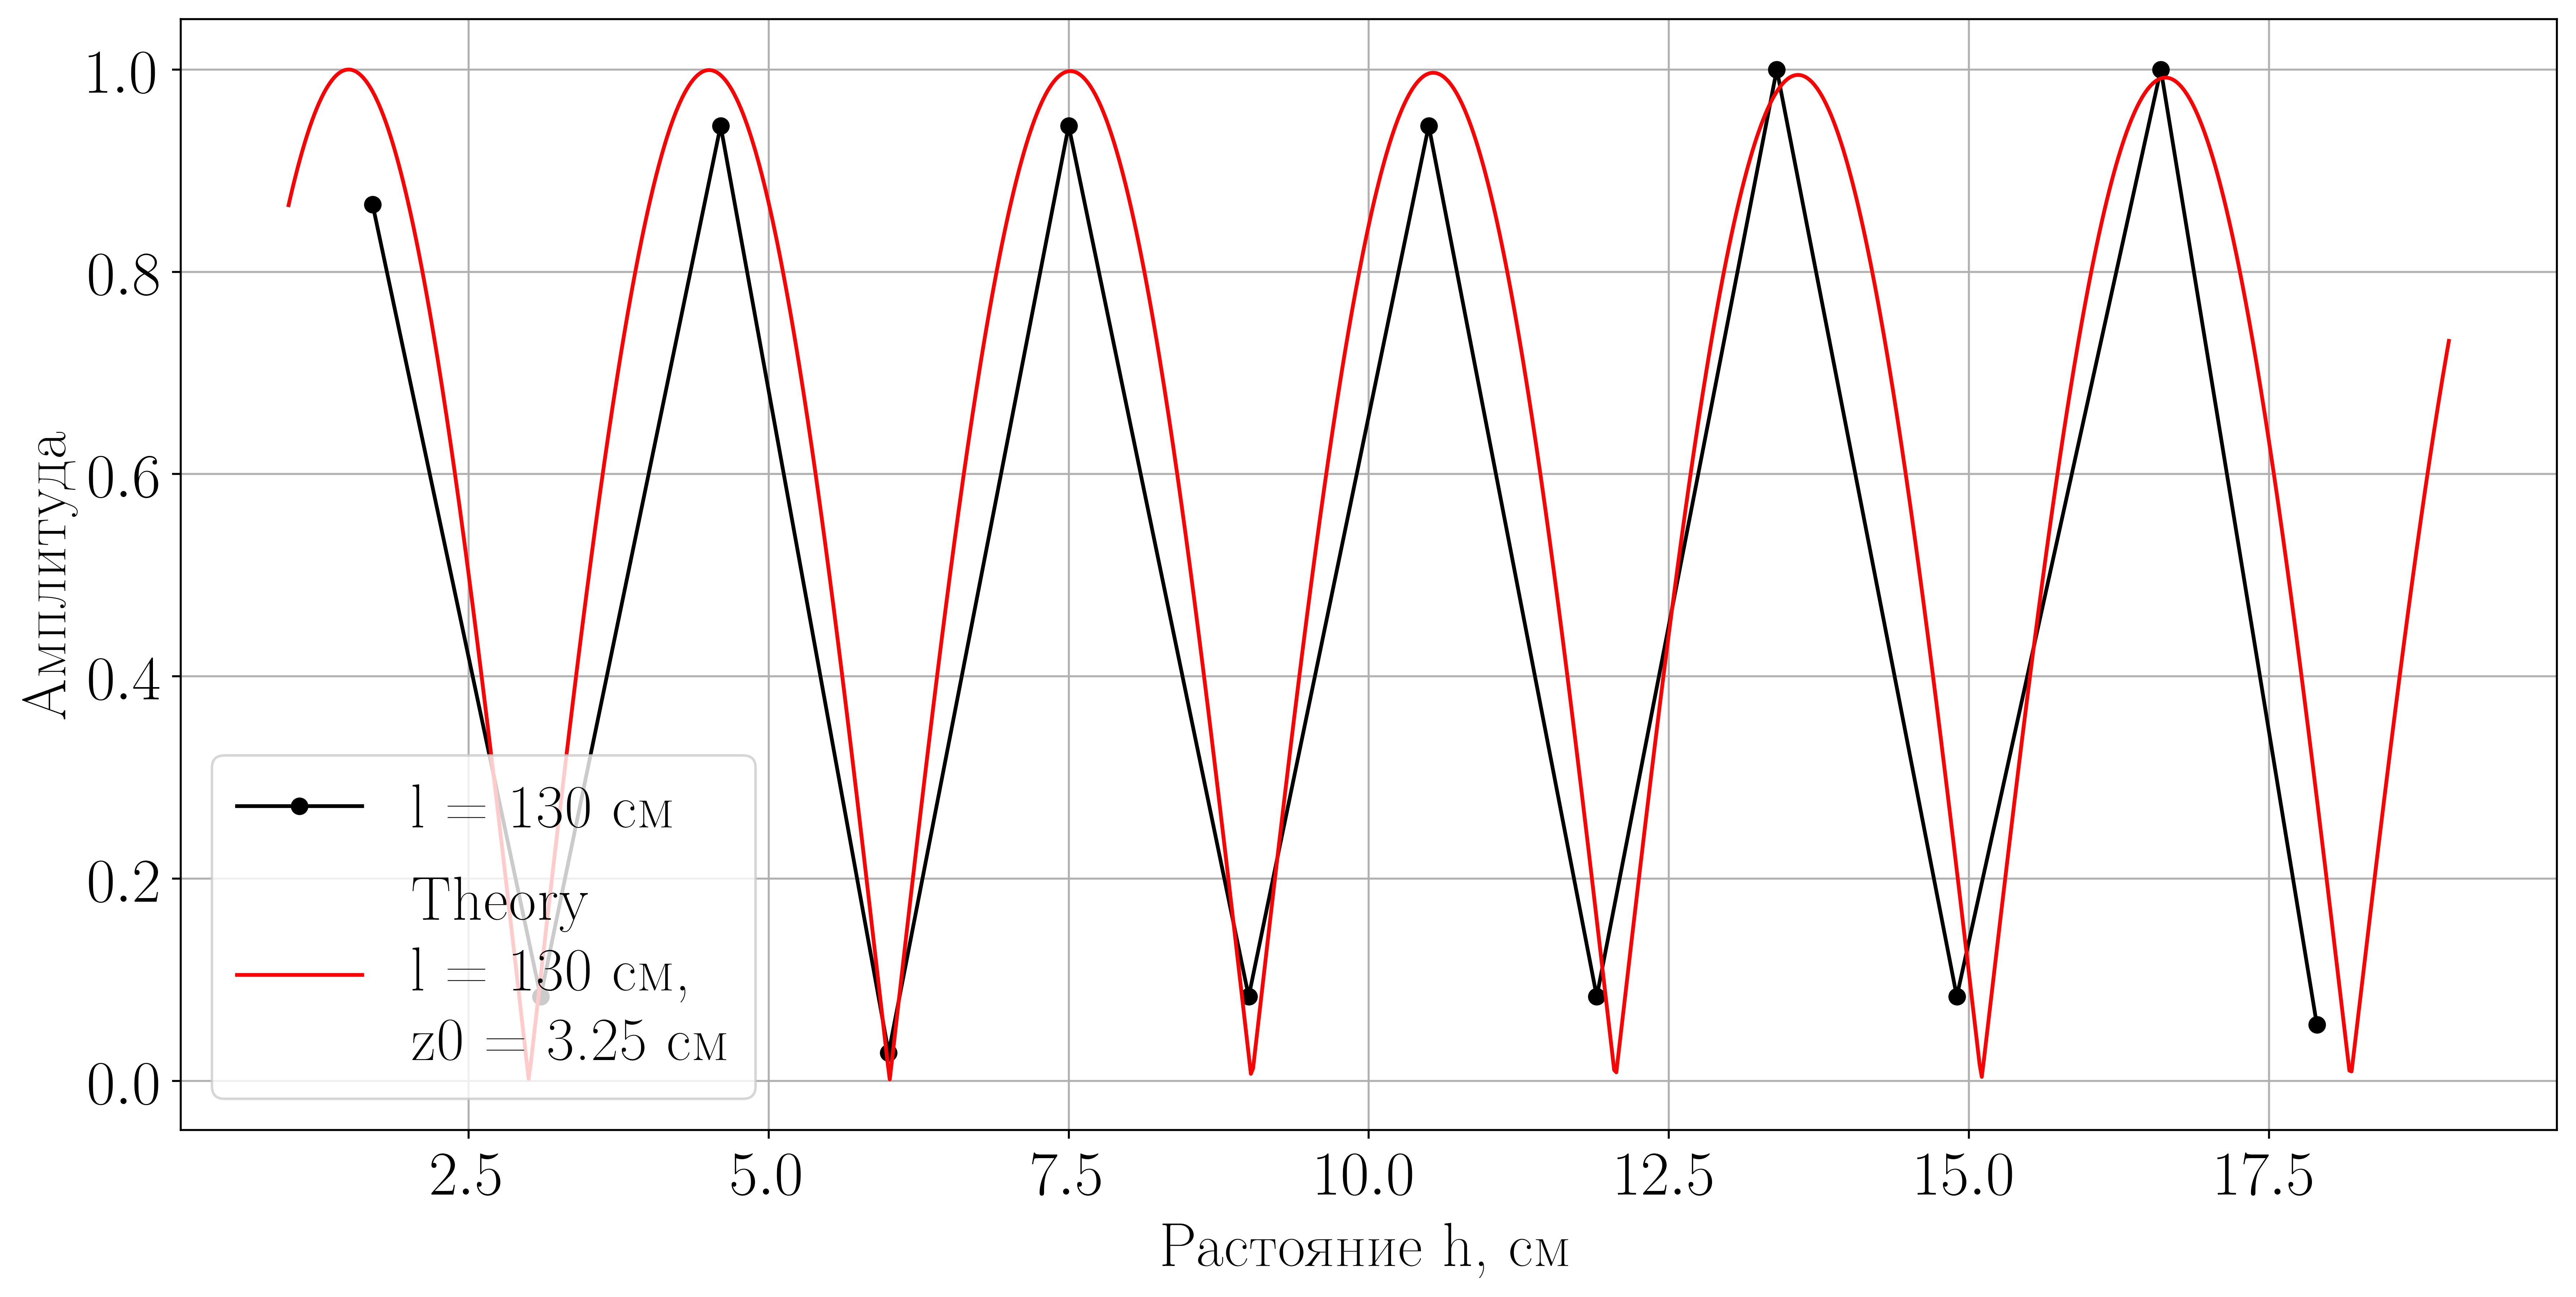 Амплитуда
1.0
0.8
0.6
0.4
0.2
0.0
l = 130 см
Theory
l = 130 см,
z0 = 3.25 см
2.5 5.0 7.5 10.0 12.5 15.0 17.5
Растояние h, см